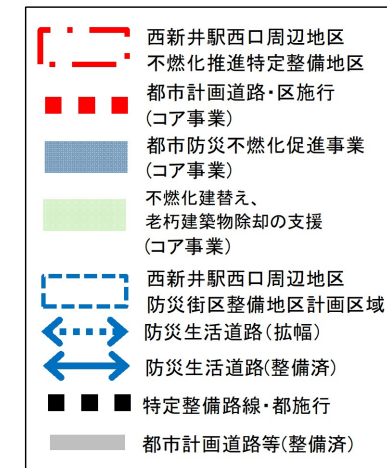 西新井駅西口周辺地区
不燃化推進特定整備地区
都市計画道路・区施行
(コア事業)
都市防災不燃化促進事業
(コア事業)
不燃化建替え、
老朽建築物除却の支援
(コア事業)
西新井駅西口周辺地区
防災街区整備地区計画区域
防災生活道路(拡幅)
防災生活道路(整備済)
特定整備路線・都施行
都市計画道路等(整備済)